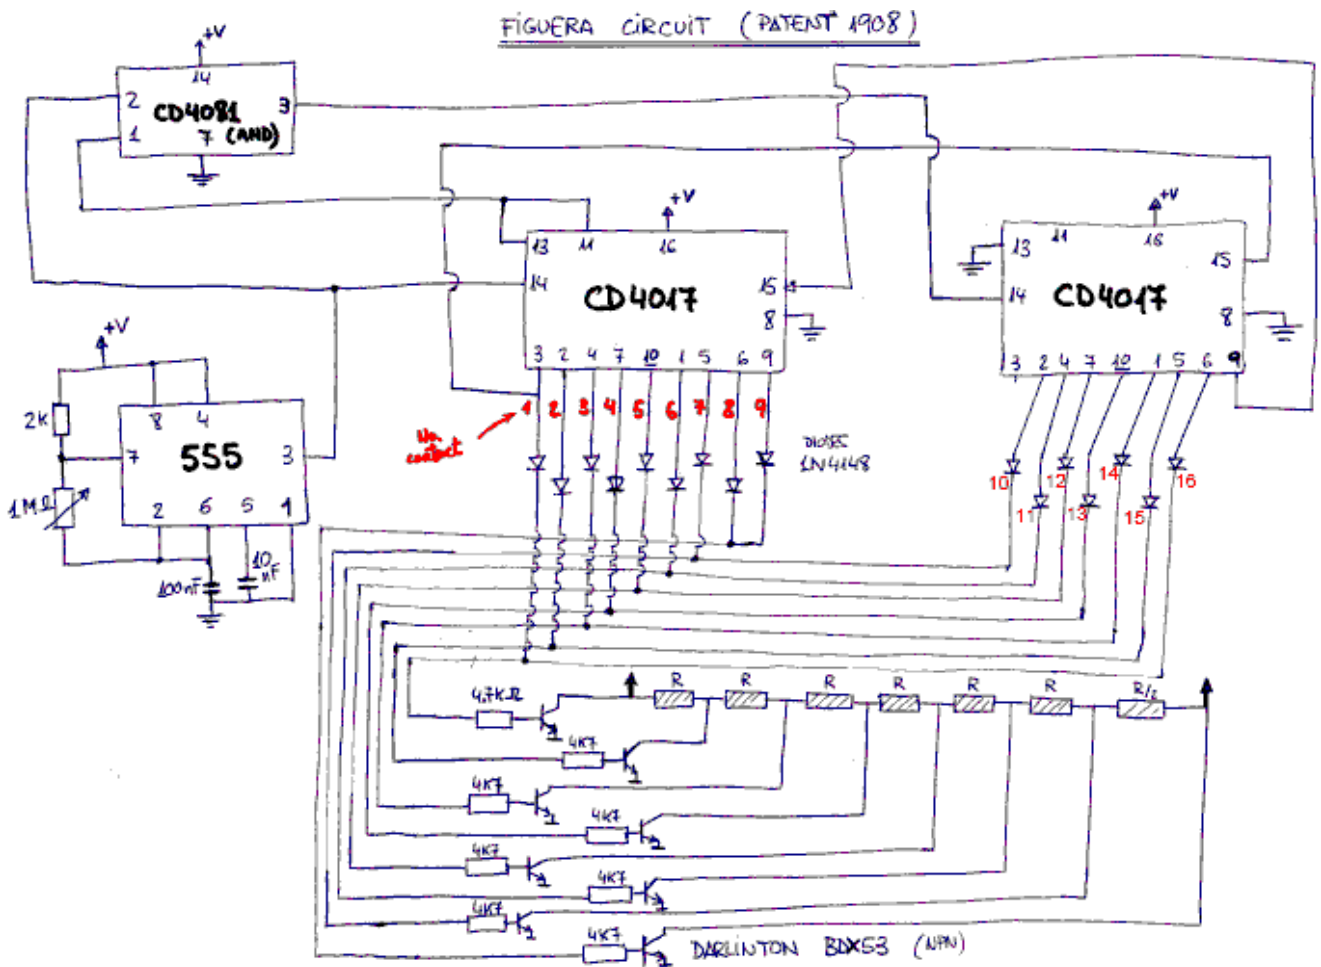 FIGUERA CIRCUIT (PATENT 1908)
+V
14
2 CD4081 3
1 7 (AND)
+V
13 11 16
14 CD4017 15
8
3 2 4 7 10 1 5 6 9
+V
13 11 16
14 CD4017 15
8
3 2 4 7 10 1 5 6 9
+V
2K
8 4
7 555 3
1MΩ
2 6 5 1
100nF
10 nF
1 2 3 4 5 6 7 8 9
No contact
DIODES
1N4148
10 11 12 13 14 15 16
R R R R R R R/2
4.7KΩ
4K7
4K7
4K7
4K7
4K7
4K7
4K7
DARLINTON BDX53 (NPN)